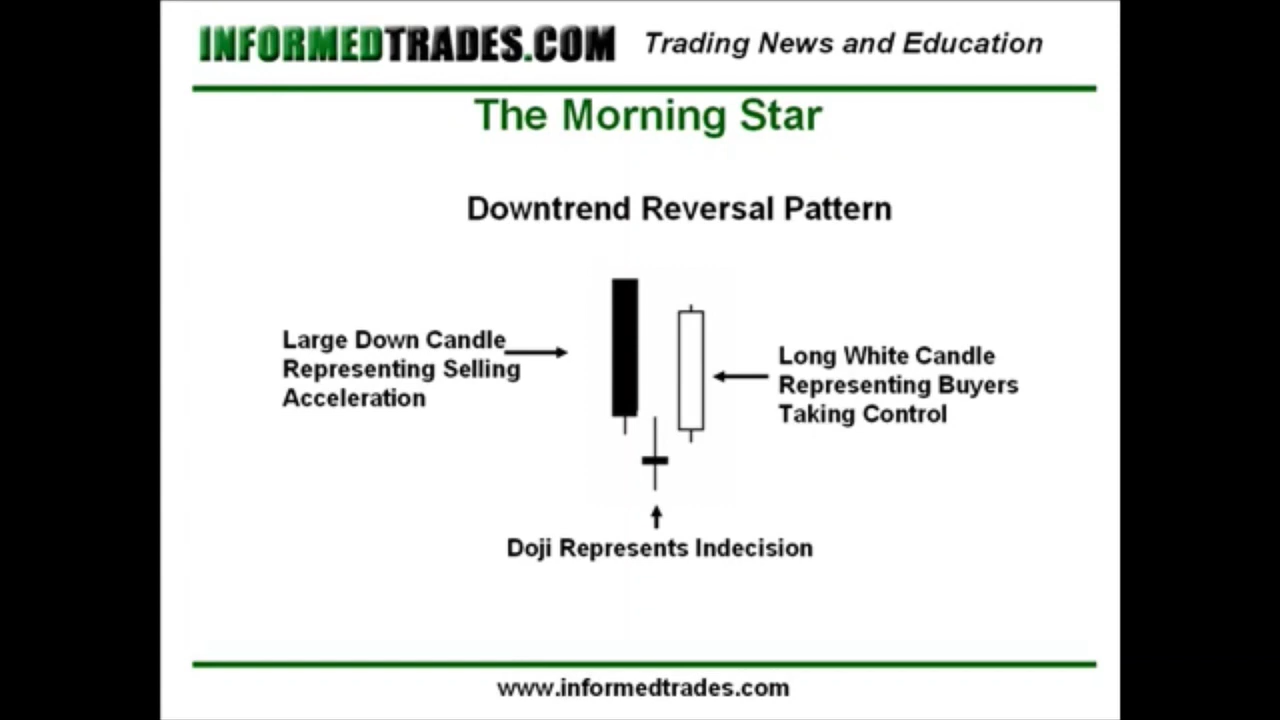 INFORMEDTRADES.COM Trading News and Education
The Morning Star
Downtrend Reversal Pattern
Large Down Candle
Representing Selling
Acceleration
Long White Candle
Representing Buyers
Taking Control
Doji Represents Indecision
www.informedtrades.com